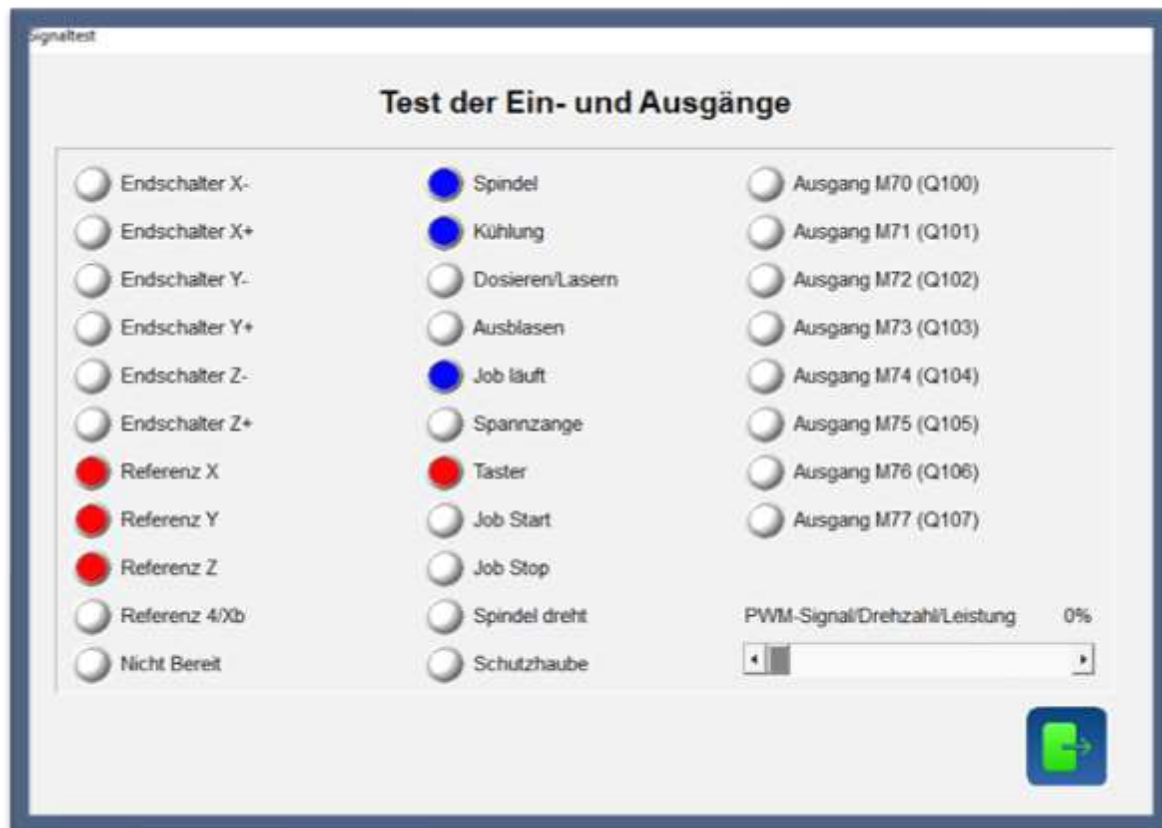 Signaltest
Test der Ein- und Ausgänge
Endschalter X-
Endschalter X+
Endschalter Y-
Endschalter Y+
Endschalter Z-
Endschalter Z+
Referenz X
Referenz Y
Referenz Z
Referenz 4/Xb
Nicht Bereit
Spindel
Kühlung
Dosieren/Lasern
Ausblasen
Job läuft
Spannzange
Taster
Job Start
Job Stop
Spindel dreht
Schutzhaube
Ausgang M70 (Q100)
Ausgang M71 (Q101)
Ausgang M72 (Q102)
Ausgang M73 (Q103)
Ausgang M74 (Q104)
Ausgang M75 (Q105)
Ausgang M76 (Q106)
Ausgang M77 (Q107)
PWM-Signal/Drehzahl/Leistung 0%